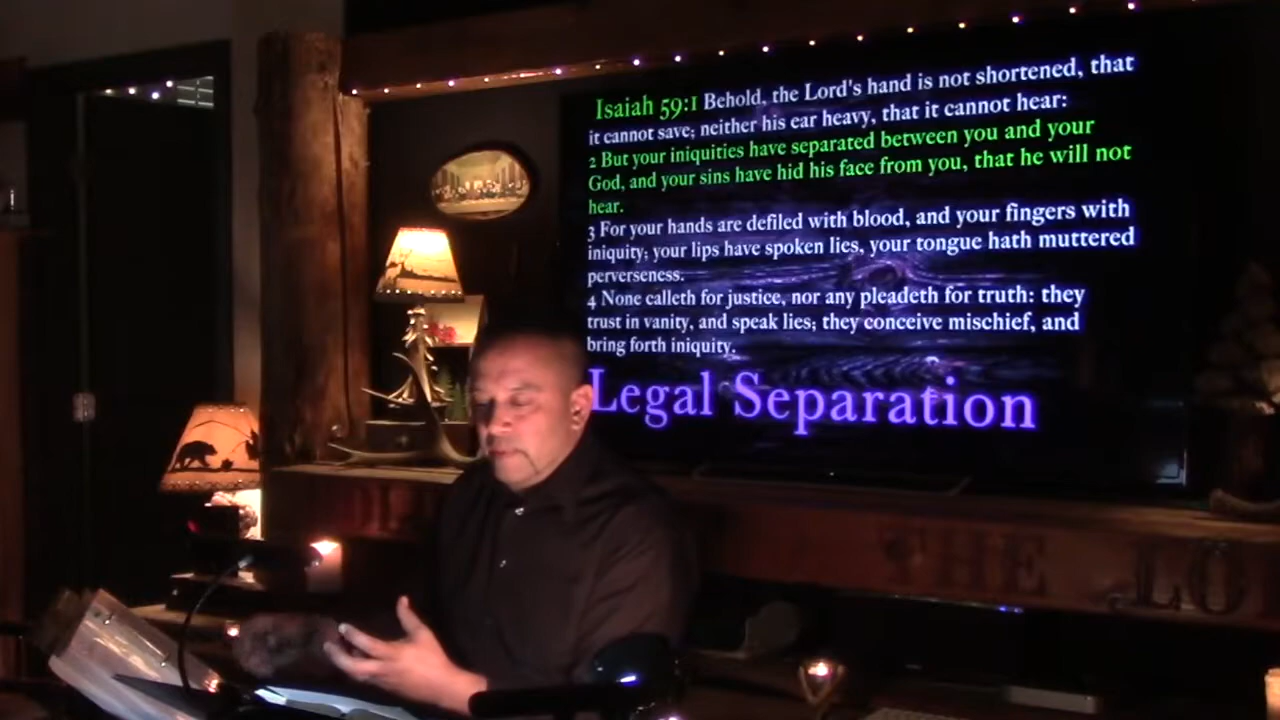 Isaiah 59:1 Behold, the Lord's hand is not shortened, that
it cannot save; neither his ear heavy, that it cannot hear:
2 But your iniquities have separated between you and your
God, and your sins have hid his face from you, that he will not
hear.
3 For your hands are defiled with blood, and your fingers with
iniquity; your lips have spoken lies, your tongue hath muttered
perverseness.
4 None calleth for justice, nor any pleadeth for truth: they
trust in vanity, and speak lies; they conceive mischief, and
bring forth iniquity.
Legal Separation
THE LO